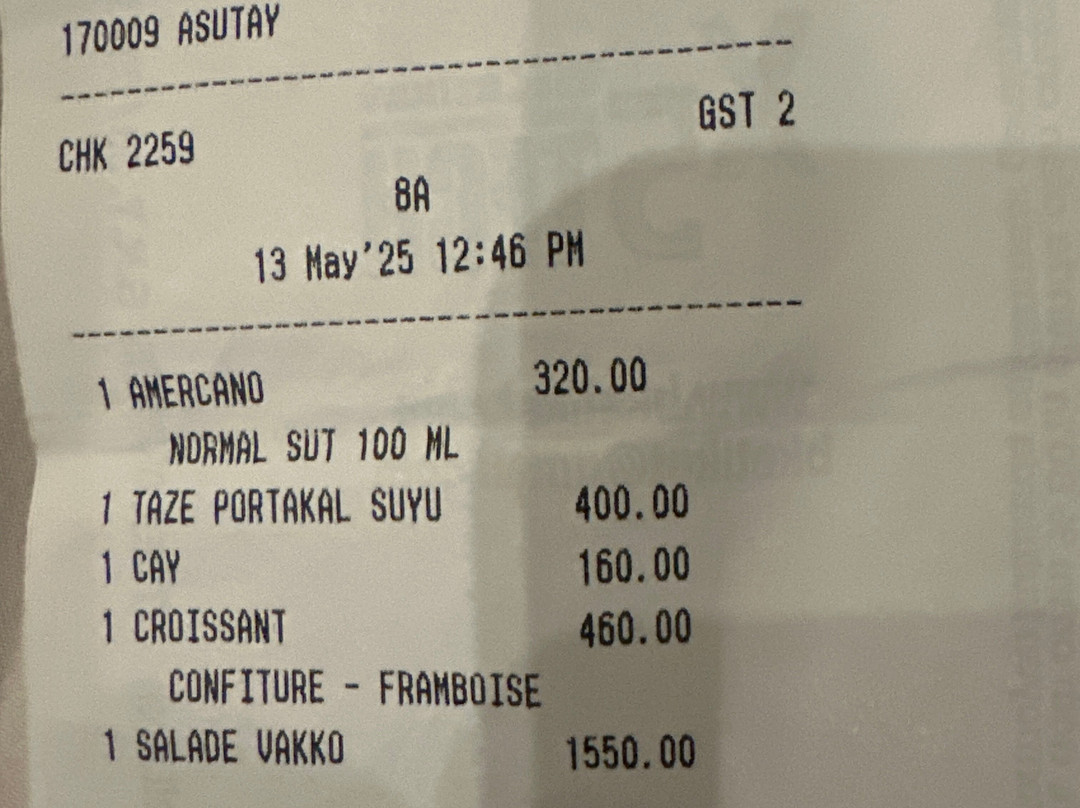 170009 ASUTAY
--------------------------------------------
GST 2
CHK 2259
8A
13 May'25 12:46 PM
--------------------------------------------
1 AMERCANO 320.00
NORMAL SUT 100 ML
1 TAZE PORTAKAL SUYU 400.00
1 CAY 160.00
1 CROISSANT 460.00
CONFITURE - FRAMBOISE
1 SALADE VAKKO 1550.00